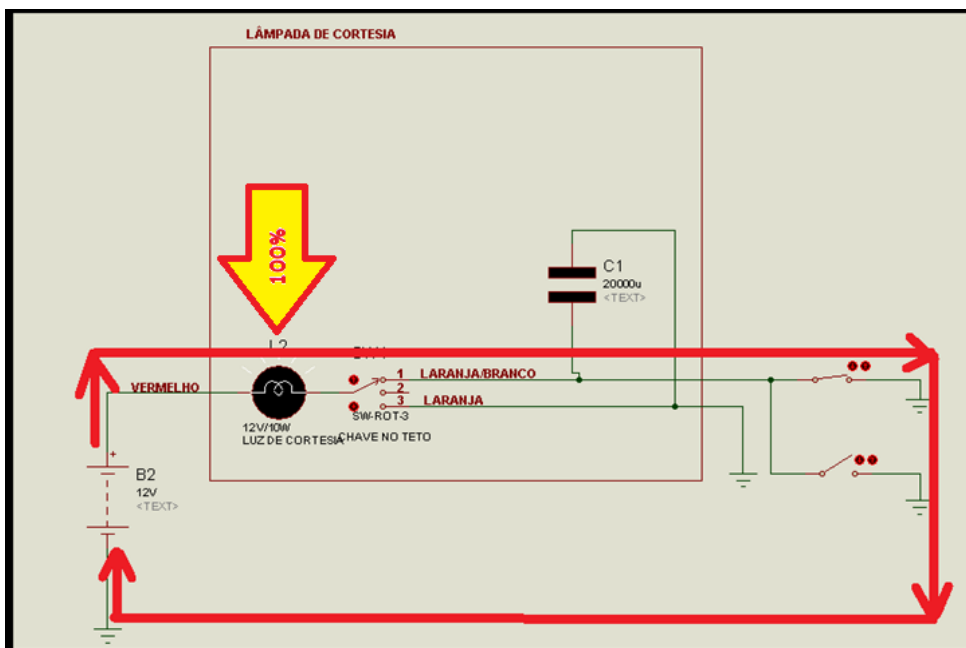 LÂMPADA DE CORTESIA
100%
C1
20000u
<TEXT>
L2
VERMELHO
1
LARANJA/BRANCO
2
3
LARANJA
SW-ROT-3
12V/10W
LUZ DE CORTESIA
CHAVE NO TETO
B2
12V
<TEXT>
+